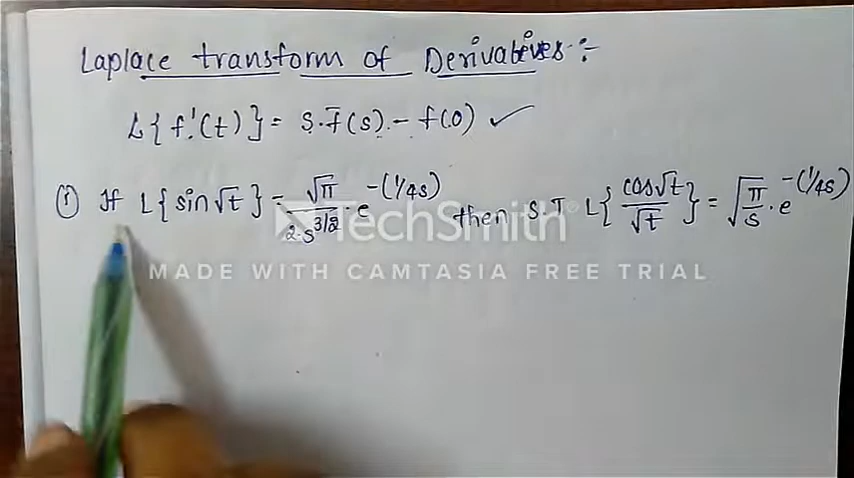 Laplace transform of Derivatives :-
L{f'(t)} = s.f̄(s) - f(0) ✓
(1) If L{sin√t} = √π/(2.s^(3/2)) e^-(1/4s) then S.T L{cos√t/√t} = √(π/s) . e^-(1/4s)
TechSmith
MADE WITH CAMTASIA FREE TRIAL